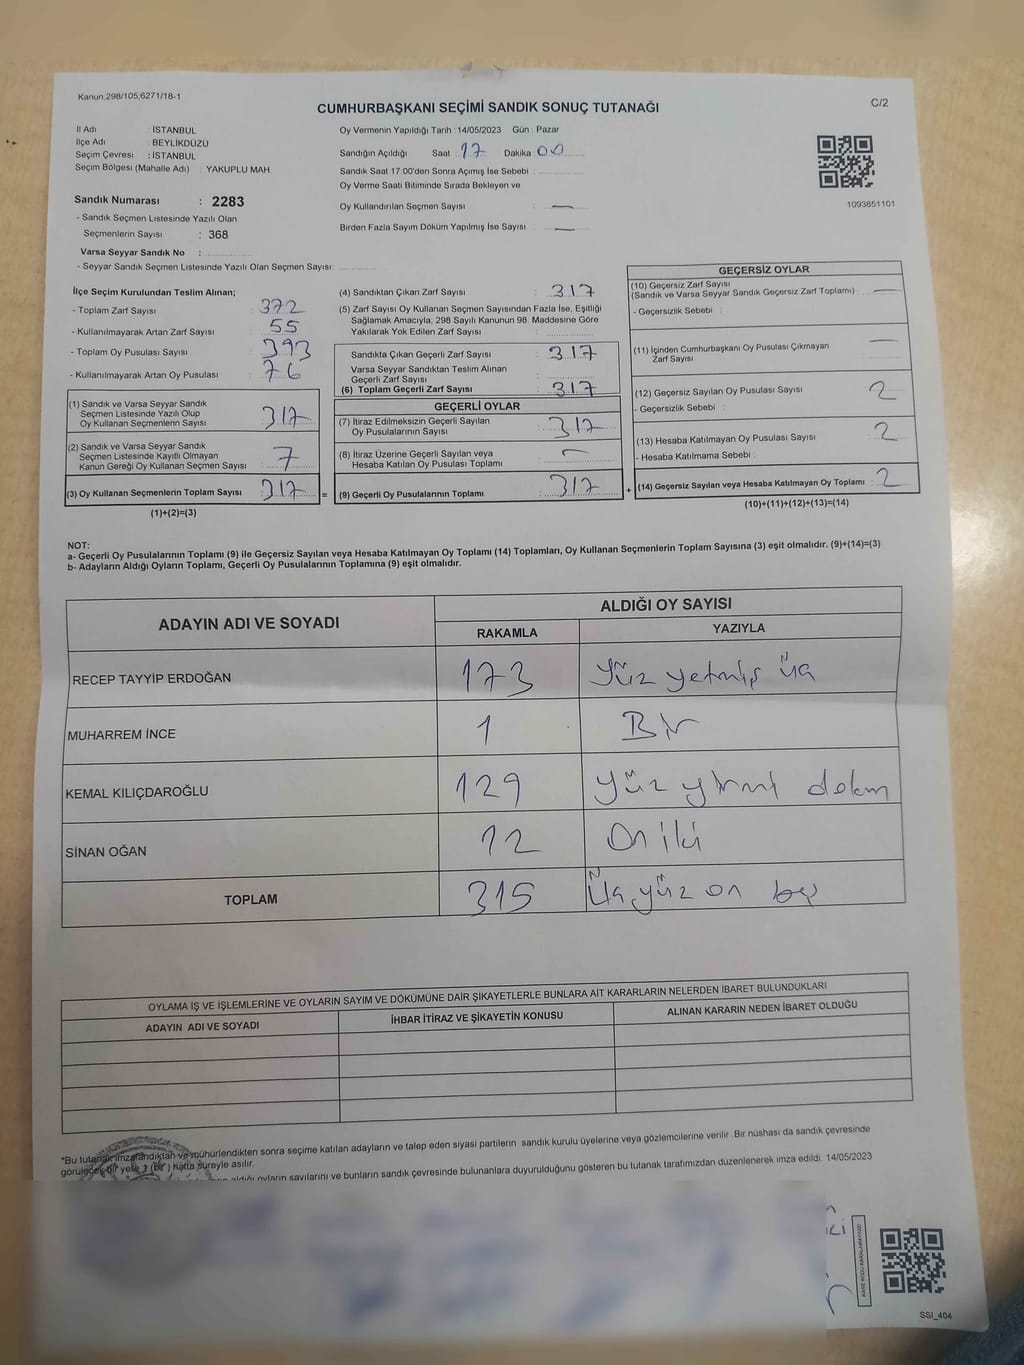 Kanun,298/105,6271/18-1
CUMHURBAŞKANI SEÇİMİ SANDIK SONUÇ TUTANAĞI
C/2
İl Adı : İSTANBUL
İlçe Adı : BEYLİKDÜZÜ
Seçim Çevresi : İSTANBUL
Seçim Bölgesi (Mahalle Adı) : YAKUPLU MAH.
Oy Vermenin Yapıldığı Tarih : 14/05/2023 Gün : Pazar
Sandığın Açıldığı Saat : 17 Dakika : 00
Sandık Saat 17:00'den Sonra Açımış İse Sebebi :
Oy Verme Saati Bitiminde Sırada Bekleyen ve
Oy Kullandırılan Seçmen Sayısı : —
Birden Fazla Sayım Döküm Yapılmış İse Sayısı : —
1093851101
Sandık Numarası : 2283
- Sandık Seçmen Listesinde Yazılı Olan
Seçmenlerin Sayısı : 368
Varsa Seyyar Sandık No :
- Seyyar Sandık Seçmen Listesinde Yazılı Olan Seçmen Sayısı:
İlçe Seçim Kurulundan Teslim Alınan;
- Toplam Zarf Sayısı : 372
- Kullanılmayarak Artan Zarf Sayısı : 55
- Toplam Oy Pusulası Sayısı : 393
- Kullanılmayarak Artan Oy Pusulası : 76
(1) Sandık ve Varsa Seyyar Sandık
Seçmen Listesinde Yazılı Olup
Oy Kullanan Seçmenlerin Sayısı : 317
(2) Sandık ve Varsa Seyyar Sandık
Seçmen Listesinde Kayıtlı Olmayan
Kanun Gereği Oy Kullanan Seçmen Sayısı : 7
(3) Oy Kullanan Seçmenlerin Toplam Sayısı : 317
(1)+(2)=(3)
(4) Sandıktan Çıkan Zarf Sayısı : 317
(5) Zarf Sayısı Oy Kullanan Seçmen Sayısından Fazla İse, Eşitliği
Sağlamak Amacıyla; 298 Sayılı Kanunun 98. Maddesine Göre
Yakılarak Yok Edilen Zarf Sayısı :
Sandıkta Çıkan Geçerli Zarf Sayısı : 317
Varsa Seyyar Sandıktan Teslim Alınan
Geçerli Zarf Sayısı :
(6) Toplam Geçerli Zarf Sayısı : 317
GEÇERLİ OYLAR
(7) İtiraz Edilmeksizin Geçerli Sayılan
Oy Pusulalarının Sayısı : 317
(8) İtiraz Üzerine Geçerli Sayılan veya
Hesaba Katılan Oy Pusulası Toplamı : —
= (9) Geçerli Oy Pusulalarının Toplamı : 317
GEÇERSİZ OYLAR
(10) Geçersiz Zarf Sayısı
(Sandık ve Varsa Seyyar Sandık Geçersiz Zarf Toplamı) : —
- Geçersizlik Sebebi :
(11) İçinden Cumhurbaşkanı Oy Pusulası Çıkmayan
Zarf Sayısı : —
(12) Geçersiz Sayılan Oy Pusulası Sayısı : 2
- Geçersizlik Sebebi :
(13) Hesaba Katılmayan Oy Pusulası Sayısı : 2
- Hesaba Katılmama Sebebi :
+ (14) Geçersiz Sayılan veya Hesaba Katılmayan Oy Toplamı : 2
(10)+(11)+(12)+(13)=(14)
NOT:
a- Geçerli Oy Pusulalarının Toplamı (9) ile Geçersiz Sayılan veya Hesaba Katılmayan Oy Toplamı (14) Toplamları, Oy Kullanan Seçmenlerin Toplam Sayısına (3) eşit olmalıdır. (9)+(14)=(3)
b- Adayların Aldığı Oyların Toplamı, Geçerli Oy Pusulalarının Toplamına (9) eşit olmalıdır.
ADAYIN ADI VE SOYADI
ALDIĞI OY SAYISI
RAKAMLA YAZIYLA
RECEP TAYYİP ERDOĞAN 173 Yüz yetmiş üç
MUHARREM İNCE 1 Bir
KEMAL KILIÇDAROĞLU 129 Yüz yirmi dokuz
SİNAN OĞAN 12 On iki
TOPLAM 315 Üç yüz on beş
OYLAMA İŞ VE İŞLEMLERİNE VE OYLARIN SAYIM VE DÖKÜMÜNE DAİR ŞİKAYETLERLE BUNLARA AİT KARARLARIN NELERDEN İBARET BULUNDUKLARI
ADAYIN ADI VE SOYADI İHBAR İTİRAZ VE ŞİKAYETİN KONUSU ALINAN KARARIN NEDEN İBARET OLDUĞU
*Bu tutanak imzalandıktan ve mühürlendikten sonra seçime katılan adayların ve talep eden siyasi partilerin sandık kurulu üyelerine veya gözlemcilerine verilir. Bir nüshası da sandık çevresinde
görülecek bir yere 1 (bir) hafta süreyle asılır.
aldığı oyların sayılarını ve bunların sandık çevresinde bulunanlara duyurulduğunu gösteren bu tutanak tarafımızdan düzenlenerek imza edildi. 14/05/2023
SSI_404